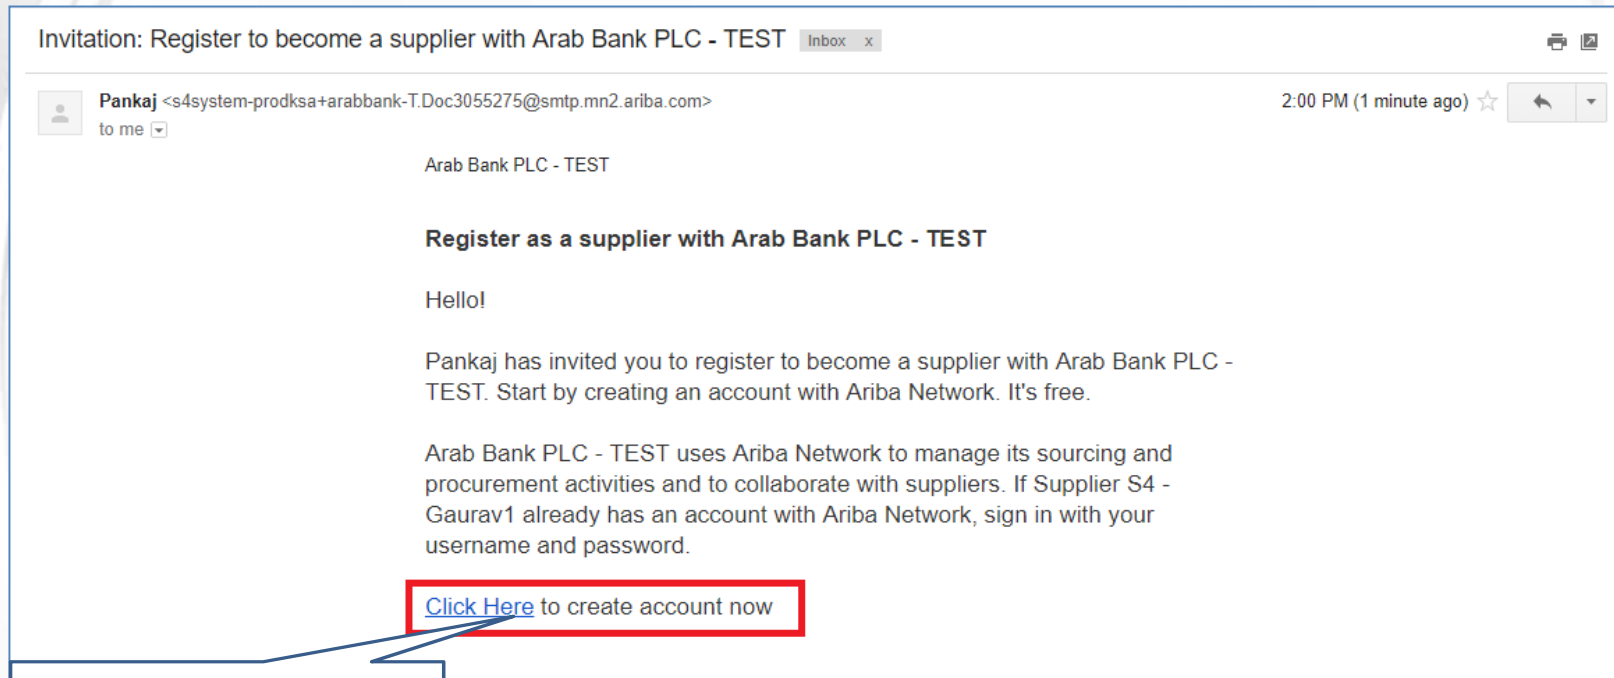 Invitation: Register to become a supplier with Arab Bank PLC - TEST Inbox x
Pankaj <s4system-prodksa+arabbank-T.Doc3055275@smtp.mn2.ariba.com> 2:00 PM (1 minute ago)
to me
Arab Bank PLC - TEST
Register as a supplier with Arab Bank PLC - TEST
Hello!
Pankaj has invited you to register to become a supplier with Arab Bank PLC -
TEST. Start by creating an account with Ariba Network. It's free.
Arab Bank PLC - TEST uses Ariba Network to manage its sourcing and
procurement activities and to collaborate with suppliers. If Supplier S4 -
Gaurav1 already has an account with Ariba Network, sign in with your
username and password.
Click Here to create account now